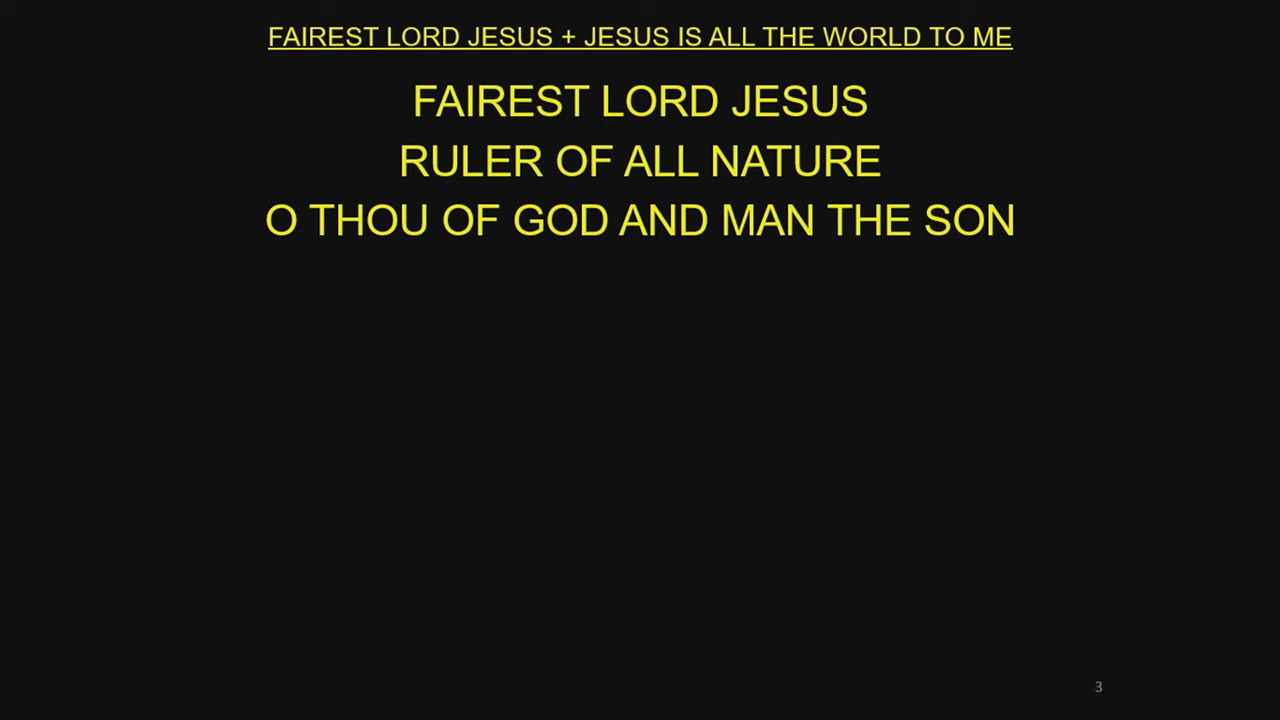 FAIREST LORD JESUS + JESUS IS ALL THE WORLD TO ME
FAIREST LORD JESUS
RULER OF ALL NATURE
O THOU OF GOD AND MAN THE SON
3